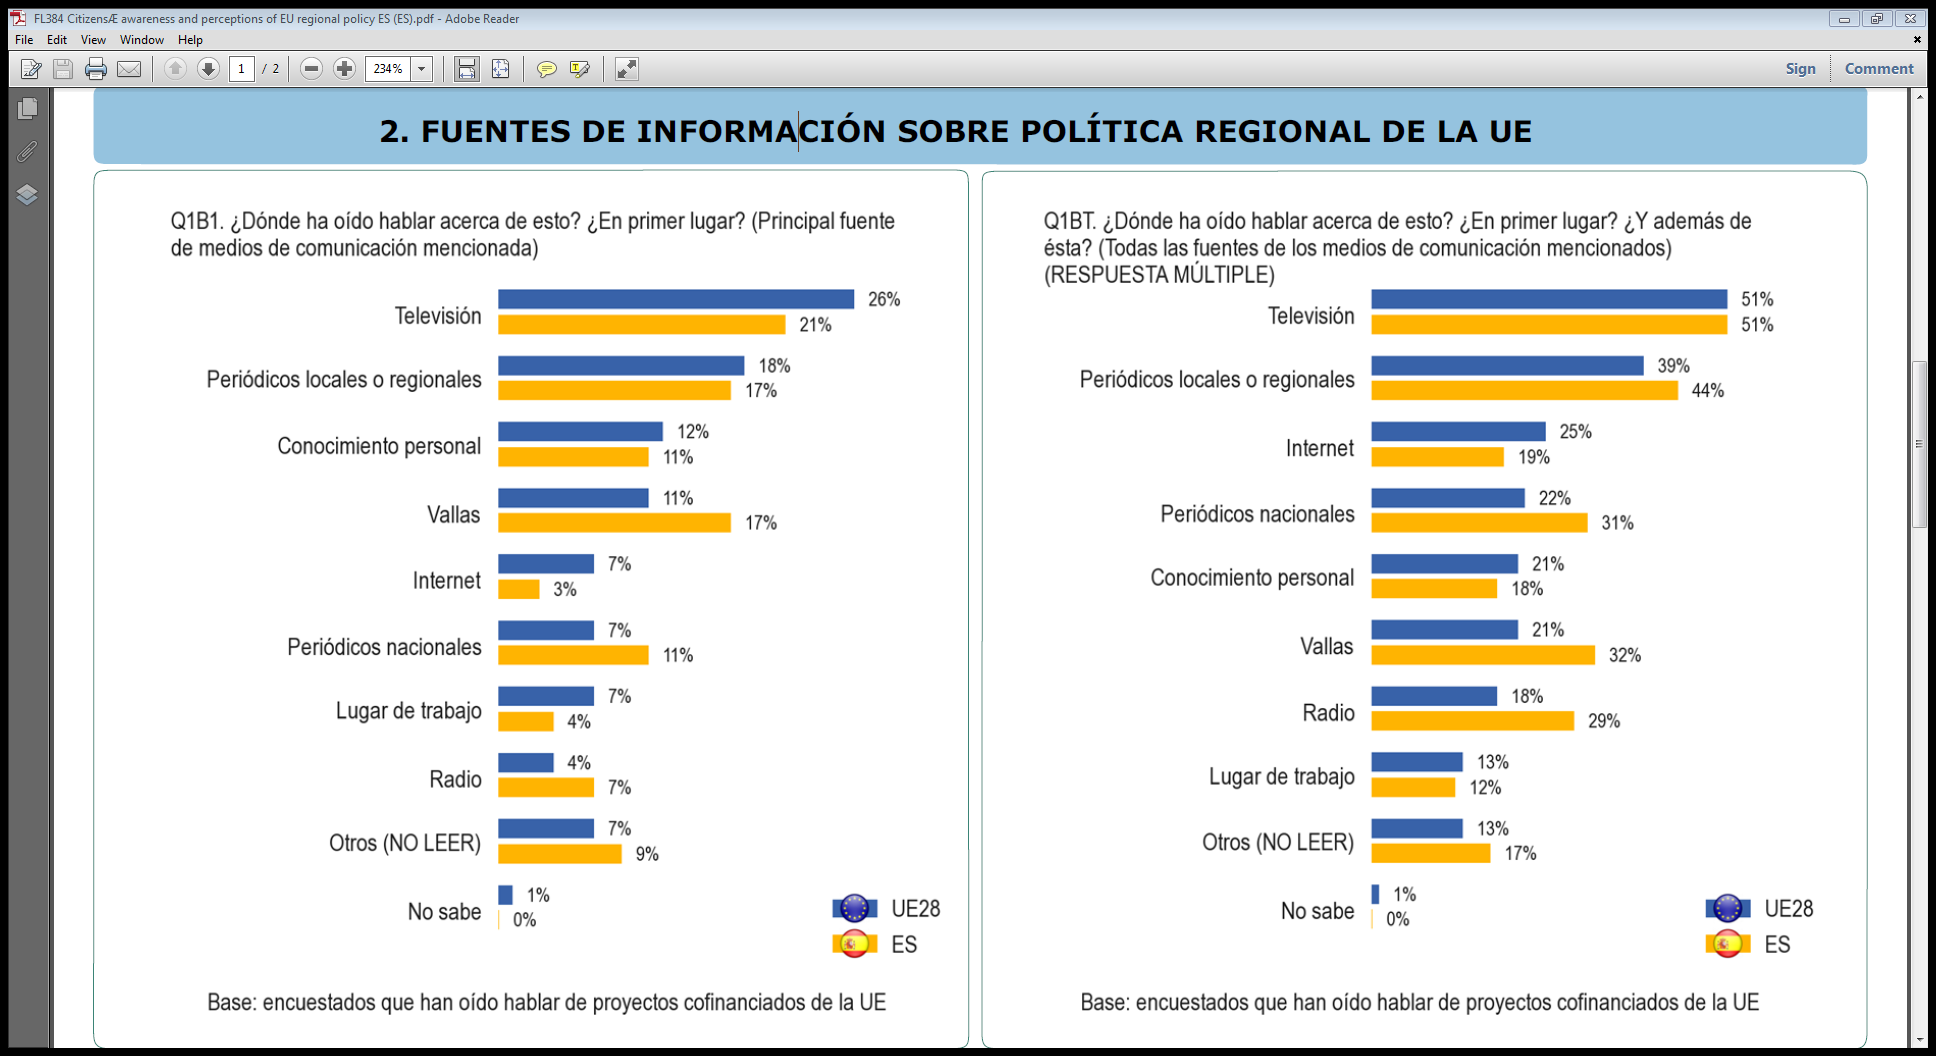 FL384 CitizensÆ awareness and perceptions of EU regional policy ES (ES).pdf - Adobe Reader
File Edit View Window Help
1 / 2 234% Sign Comment
2. FUENTES DE INFORMACIÓN SOBRE POLÍTICA REGIONAL DE LA UE
Q1B1. ¿Dónde ha oído hablar acerca de esto? ¿En primer lugar? (Principal fuente
de medios de comunicación mencionada)
Televisión 26%
21%
Periódicos locales o regionales 18%
17%
Conocimiento personal 12%
11%
Vallas 11%
17%
Internet 7%
3%
Periódicos nacionales 7%
11%
Lugar de trabajo 7%
4%
Radio 4%
7%
Otros (NO LEER) 7%
9%
No sabe 1%
0%
UE28
ES
Base: encuestados que han oído hablar de proyectos cofinanciados de la UE
Q1BT. ¿Dónde ha oído hablar acerca de esto? ¿En primer lugar? ¿Y además de
ésta? (Todas las fuentes de los medios de comunicación mencionados)
(RESPUESTA MÚLTIPLE)
Televisión 51%
51%
Periódicos locales o regionales 39%
44%
Internet 25%
19%
Periódicos nacionales 22%
31%
Conocimiento personal 21%
18%
Vallas 21%
32%
Radio 18%
29%
Lugar de trabajo 13%
12%
Otros (NO LEER) 13%
17%
No sabe 1%
0%
UE28
ES
Base: encuestados que han oído hablar de proyectos cofinanciados de la UE